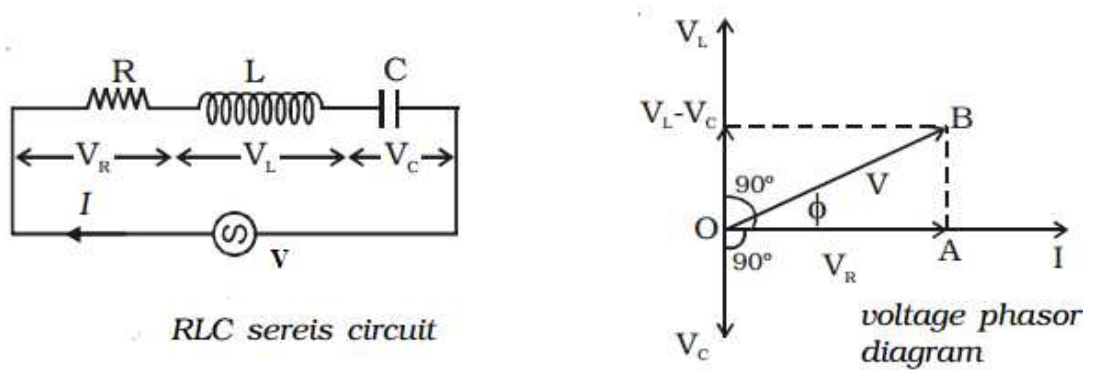 R L C
V_R V_L V_C
I
V
RLC sereis circuit
V_L
V_L-V_C B
90° V
ϕ
O
90° V_R A I
V_C
voltage phasor
diagram